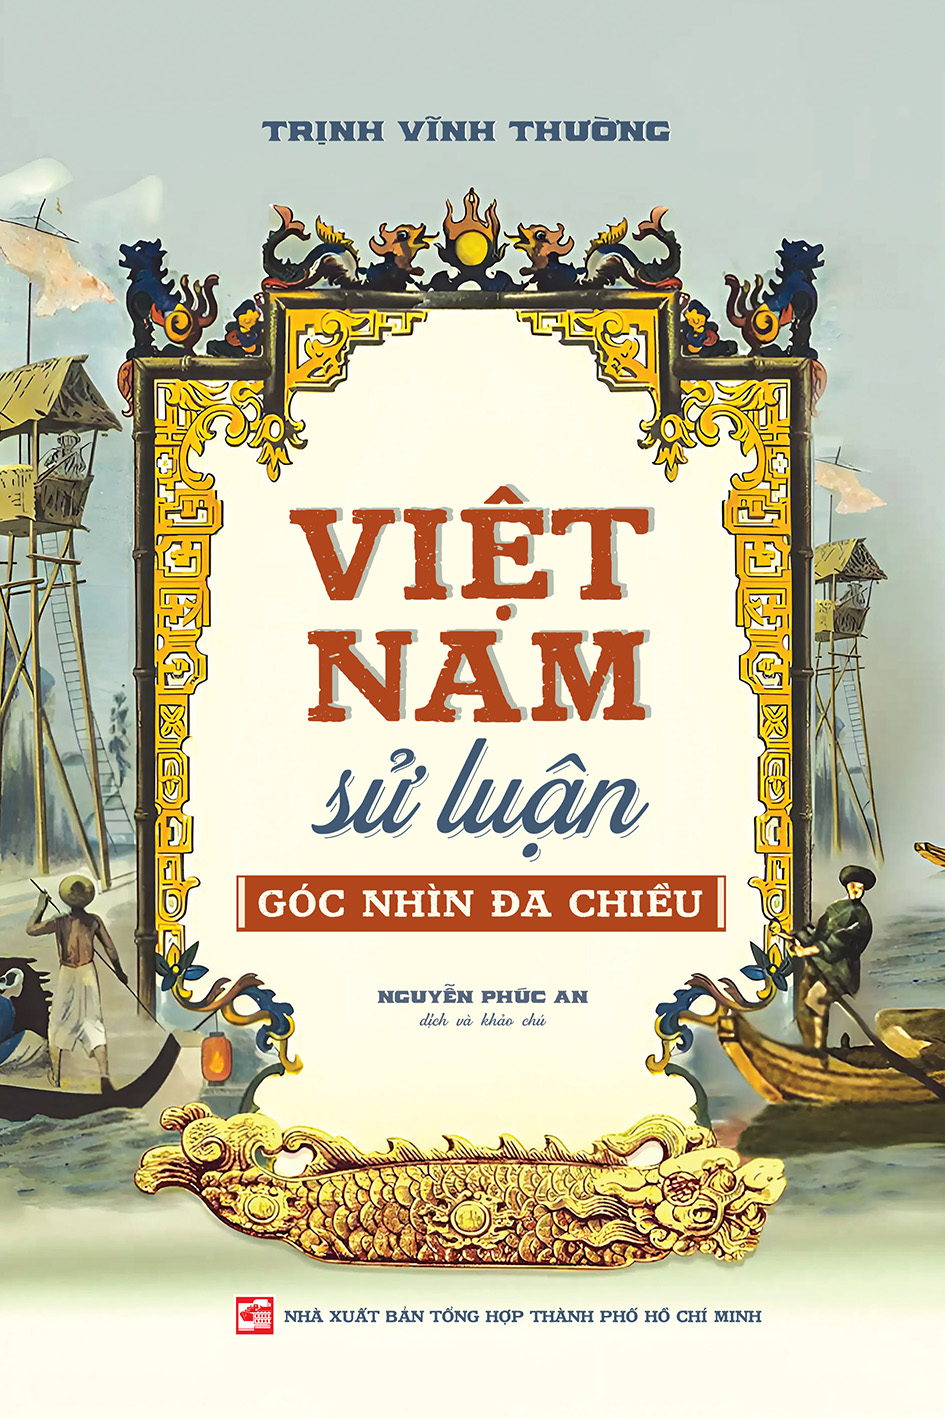 TRỊNH VĨNH THƯỜNG
VIỆT
NAM
sử luận
GÓC NHÌN ĐA CHIỀU
NGUYỄN PHÚC AN
dịch và khảo chú
NHÀ XUẤT BẢN TỔNG HỢP THÀNH PHỐ HỒ CHÍ MINH